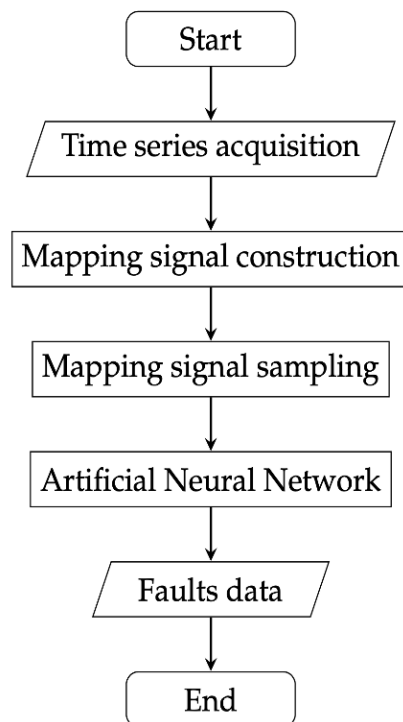 Start
Time series acquisition
Mapping signal construction
Mapping signal sampling
Artificial Neural Network
Faults data
End